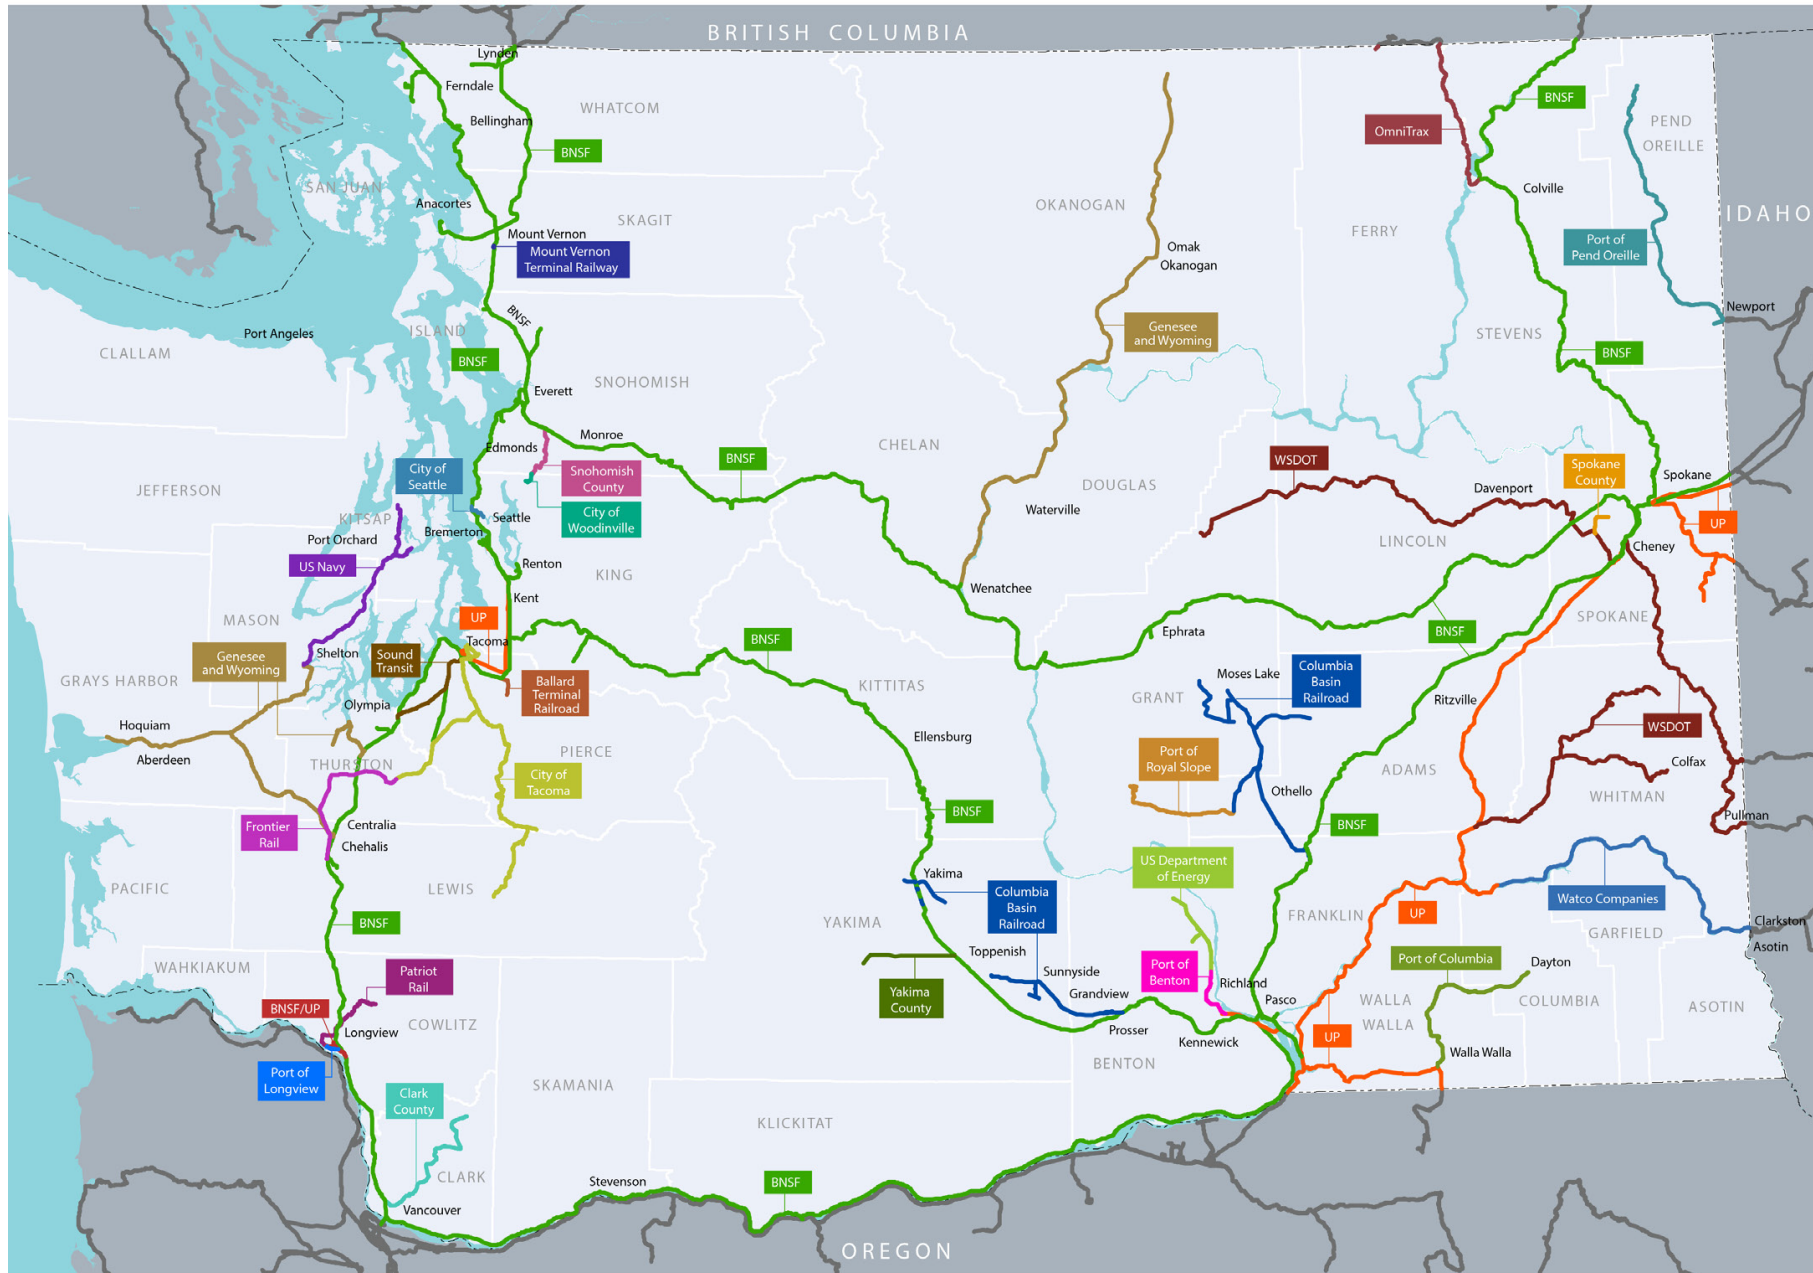 BRITISH COLUMBIA
Lynden
Ferndale
WHATCOM
BNSF
OmniTrax
PEND
OREILLE
Bellingham
BNSF
SAN JUAN
Anacortes
SKAGIT
OKANOGAN
FERRY
Colville
IDAHO
Mount Vernon
Mount Vernon
Terminal Railway
Omak
Okanogan
Port of
Pend Oreille
Newport
BNSF
Port Angeles
ISLAND
CLALLAM
BNSF
Genesee
and Wyoming
STEVENS
BNSF
SNOHOMISH
Everett
Monroe
Edmonds
CHELAN
BNSF
WSDOT
City of
Seattle
Snohomish
County
Spokane
County
Spokane
JEFFERSON
DOUGLAS
Davenport
KITSAP
Seattle
City of
Woodinville
Waterville
UP
Bremerton
Port Orchard
LINCOLN
Cheney
US Navy
Renton
KING
Wenatchee
Kent
MASON
UP
SPOKANE
Tacoma
BNSF
Ephrata
BNSF
Genesee
and Wyoming
Shelton
Sound
Transit
GRAYS HARBOR
Ballard
Terminal
Railroad
KITTITAS
GRANT
Moses Lake
Columbia
Basin
Railroad
Olympia
Ritzville
Hoquiam
WSDOT
Aberdeen
Ellensburg
PIERCE
Port of
Royal Slope
THURSTON
City of
Tacoma
ADAMS
Colfax
Othello
WHITMAN
Frontier
Rail
Centralia
Chehalis
BNSF
BNSF
Pullman
PACIFIC
LEWIS
Yakima
Columbia
Basin
Railroad
US Department
of Energy
Watco Companies
BNSF
YAKIMA
FRANKLIN
UP
Clarkston
GARFIELD
Asotin
WAHKIAKUM
Patriot
Rail
Toppenish
Port of
Benton
Port of Columbia
Dayton
Sunnyside
Richland
Yakima
County
Grandview
Pasco
BNSF/UP
COWLITZ
WALLA
WALLA
COLUMBIA
ASOTIN
Longview
Prosser
Kennewick
UP
Walla Walla
Port of
Longview
BENTON
SKAMANIA
Clark
County
KLICKITAT
CLARK
Stevenson
BNSF
Vancouver
OREGON